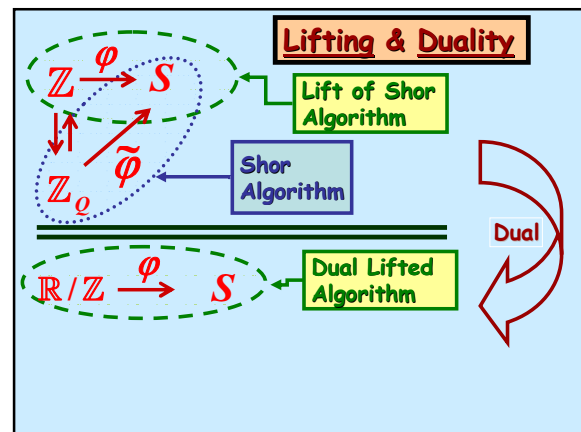 Lifting & Duality
ℤ φ S
Lift of Shor
Algorithm
ℤ_Q φ̃
Shor
Algorithm
Dual
ℝ / ℤ φ S
Dual Lifted
Algorithm